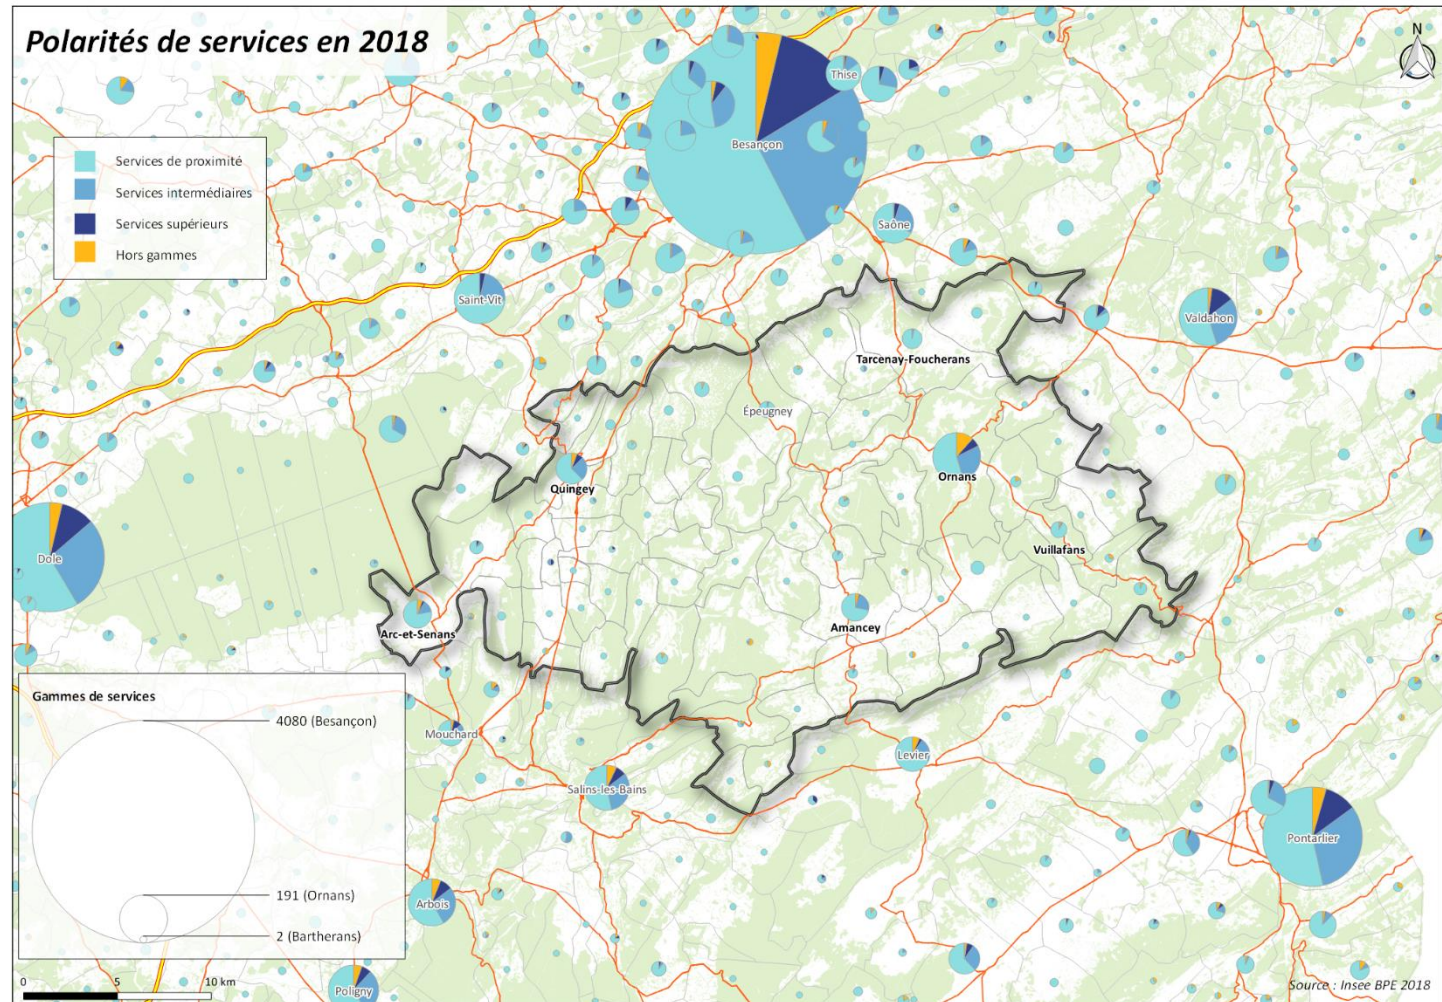 Polarités de services en 2018
N
Services de proximité
Services intermédiaires
Services supérieurs
Hors gammes
Thise
Besançon
Saône
Saint-Vit
Valdahon
Tarcenay-Foucherans
Épeugney
Quingey
Ornans
Dole
Vuillafans
Arc-et-Senans
Amancey
Gammes de services
4080 (Besançon)
191 (Ornans)
2 (Bartherans)
Mouchard
Levier
Salins-les-Bains
Pontarlier
Arbois
Poligny
0 5 10 km
Source : Insee BPE 2018